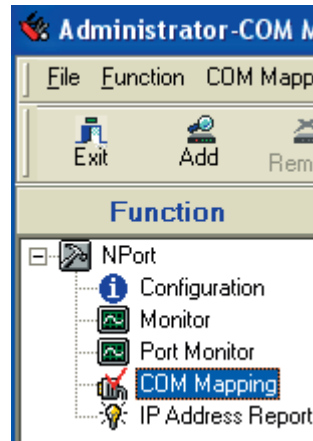 Administrator-COM M
File Function COM Mapp
Exit Add Rem
Function
NPort
Configuration
Monitor
Port Monitor
COM Mapping
IP Address Report